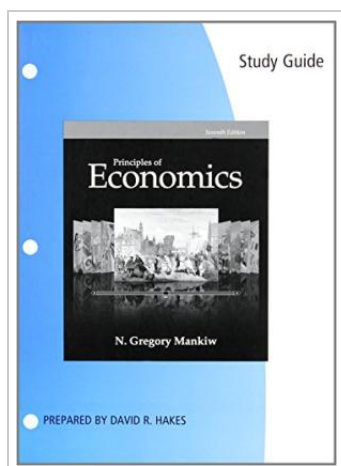 Study Guide
Seventh Edition
Principles of
Economics
N. Gregory Mankiw
PREPARED BY DAVID R. HAKES